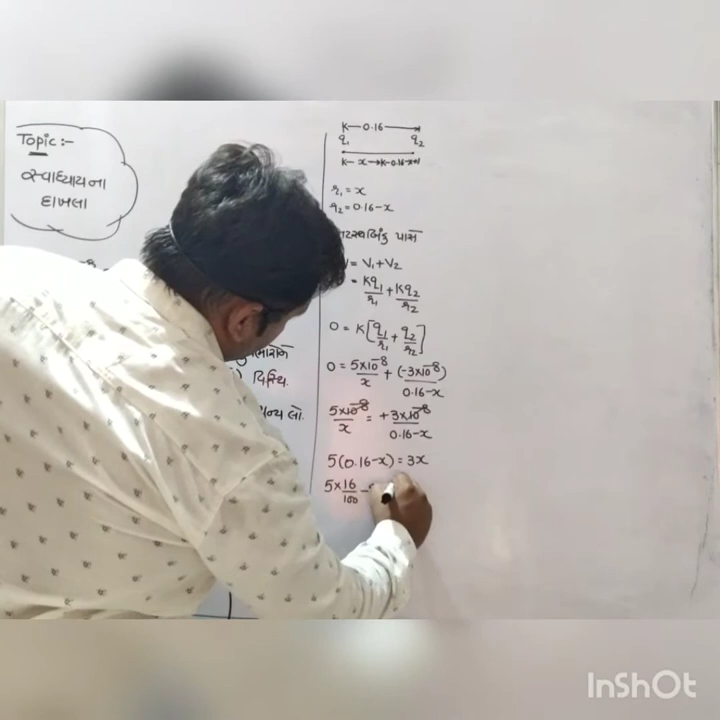 Topic:-
સ્વાધ્યાયના
દાખલા
વિસ્થિ.
લો.
K—0.16—→
q₁ q₂
K— x —→K-0.16-x→
r₁ = x
r₂ = 0.16-x
પાસે
= V₁+V₂
= Kq₁/r₁ + Kq₂/r₂
0 = K[q₁/r₁ + q₂/r₂]
0 = 5×10⁻⁸/x + (-3×10⁻⁸)/0.16-x
5×10⁻⁸/x = +3×10⁻⁸/0.16-x
5(0.16-x) = 3x
5×16/100 -
InShOt